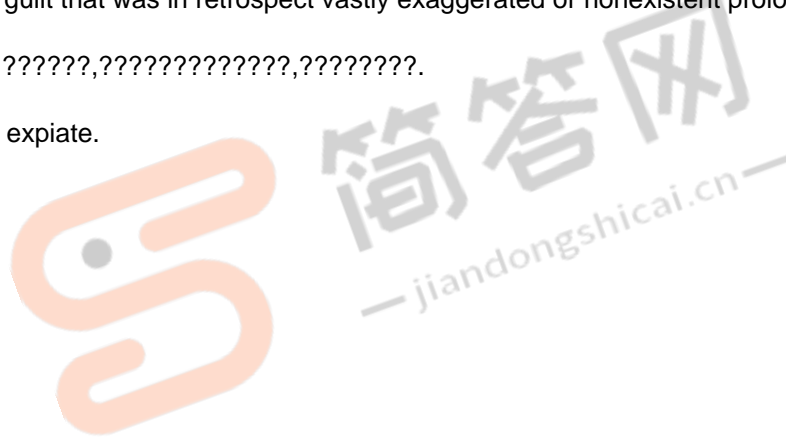 guilt that was in retrospect vastly exaggerated or nonexistent prolo
??????,?????????????,????????.
expiate.
简答网
— jiandongshicai.cn—